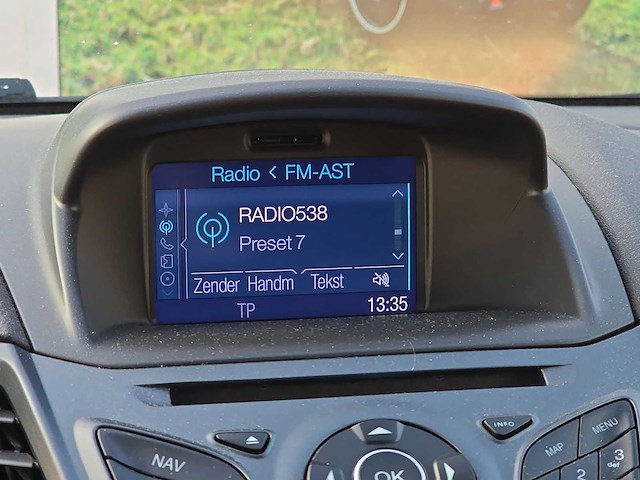 Radio < FM-AST
RADIO538
Preset 7
Zender Handm Tekst
TP 13:35
INFO
NAV
OK
MAP
MENU
2
3
def